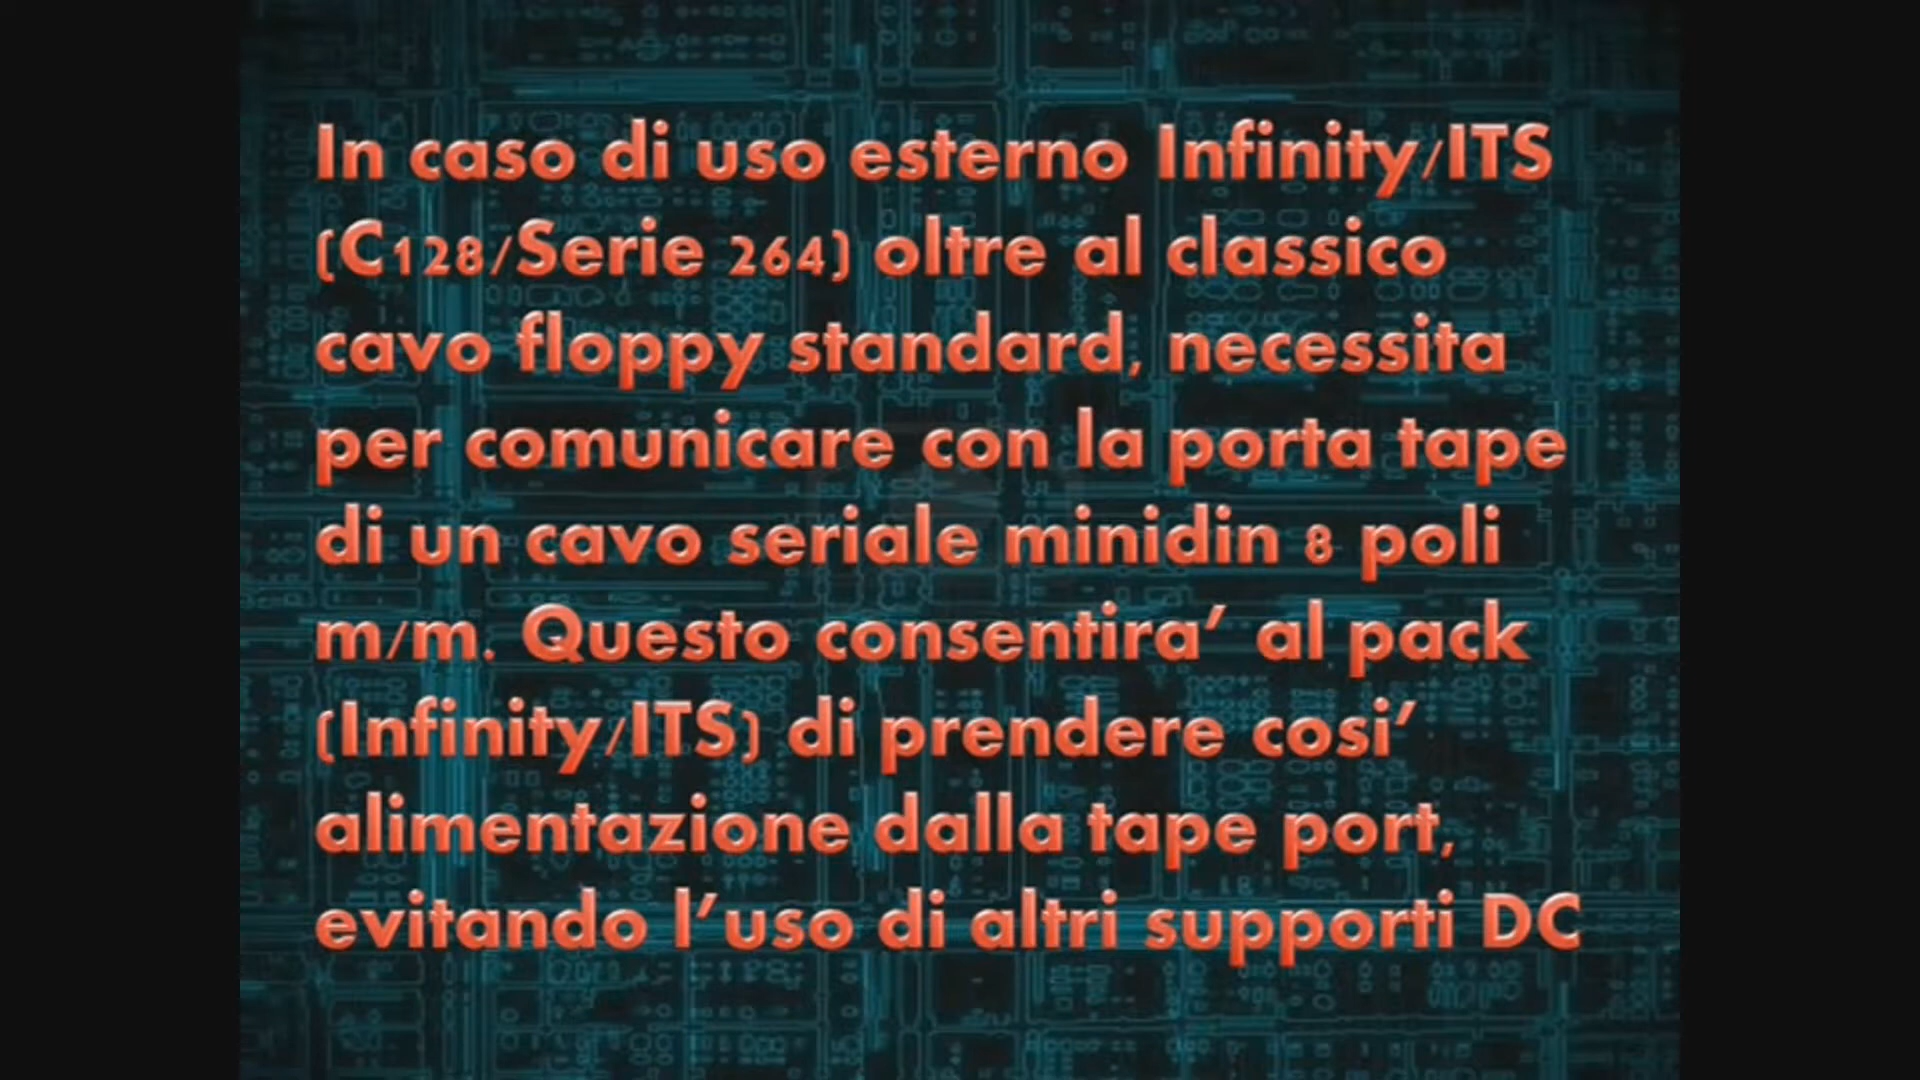 In caso di uso esterno Infinity/ITS
(C128/Serie 264) oltre al classico
cavo floppy standard, necessita
per comunicare con la porta tape
di un cavo seriale minidin 8 poli
m/m. Questo consentira' al pack
(Infinity/ITS) di prendere cosi'
alimentazione dalla tape port,
evitando l'uso di altri supporti DC